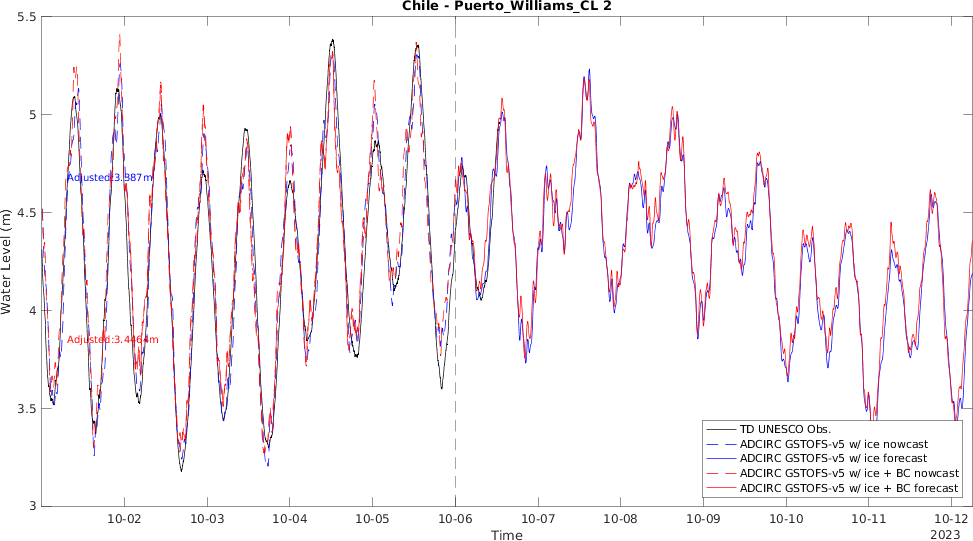 Chile - Puerto_Williams_CL 2
5.5
5
4.5
4
3.5
3
Water Level (m)
Adjusted:3.387m
Adjusted:3.4464m
TD UNESCO Obs.
ADCIRC GSTOFS-v5 w/ ice nowcast
ADCIRC GSTOFS-v5 w/ ice forecast
ADCIRC GSTOFS-v5 w/ ice + BC nowcast
ADCIRC GSTOFS-v5 w/ ice + BC forecast
10-02 10-03 10-04 10-05 10-06 10-07 10-08 10-09 10-10 10-11 10-12
2023
Time